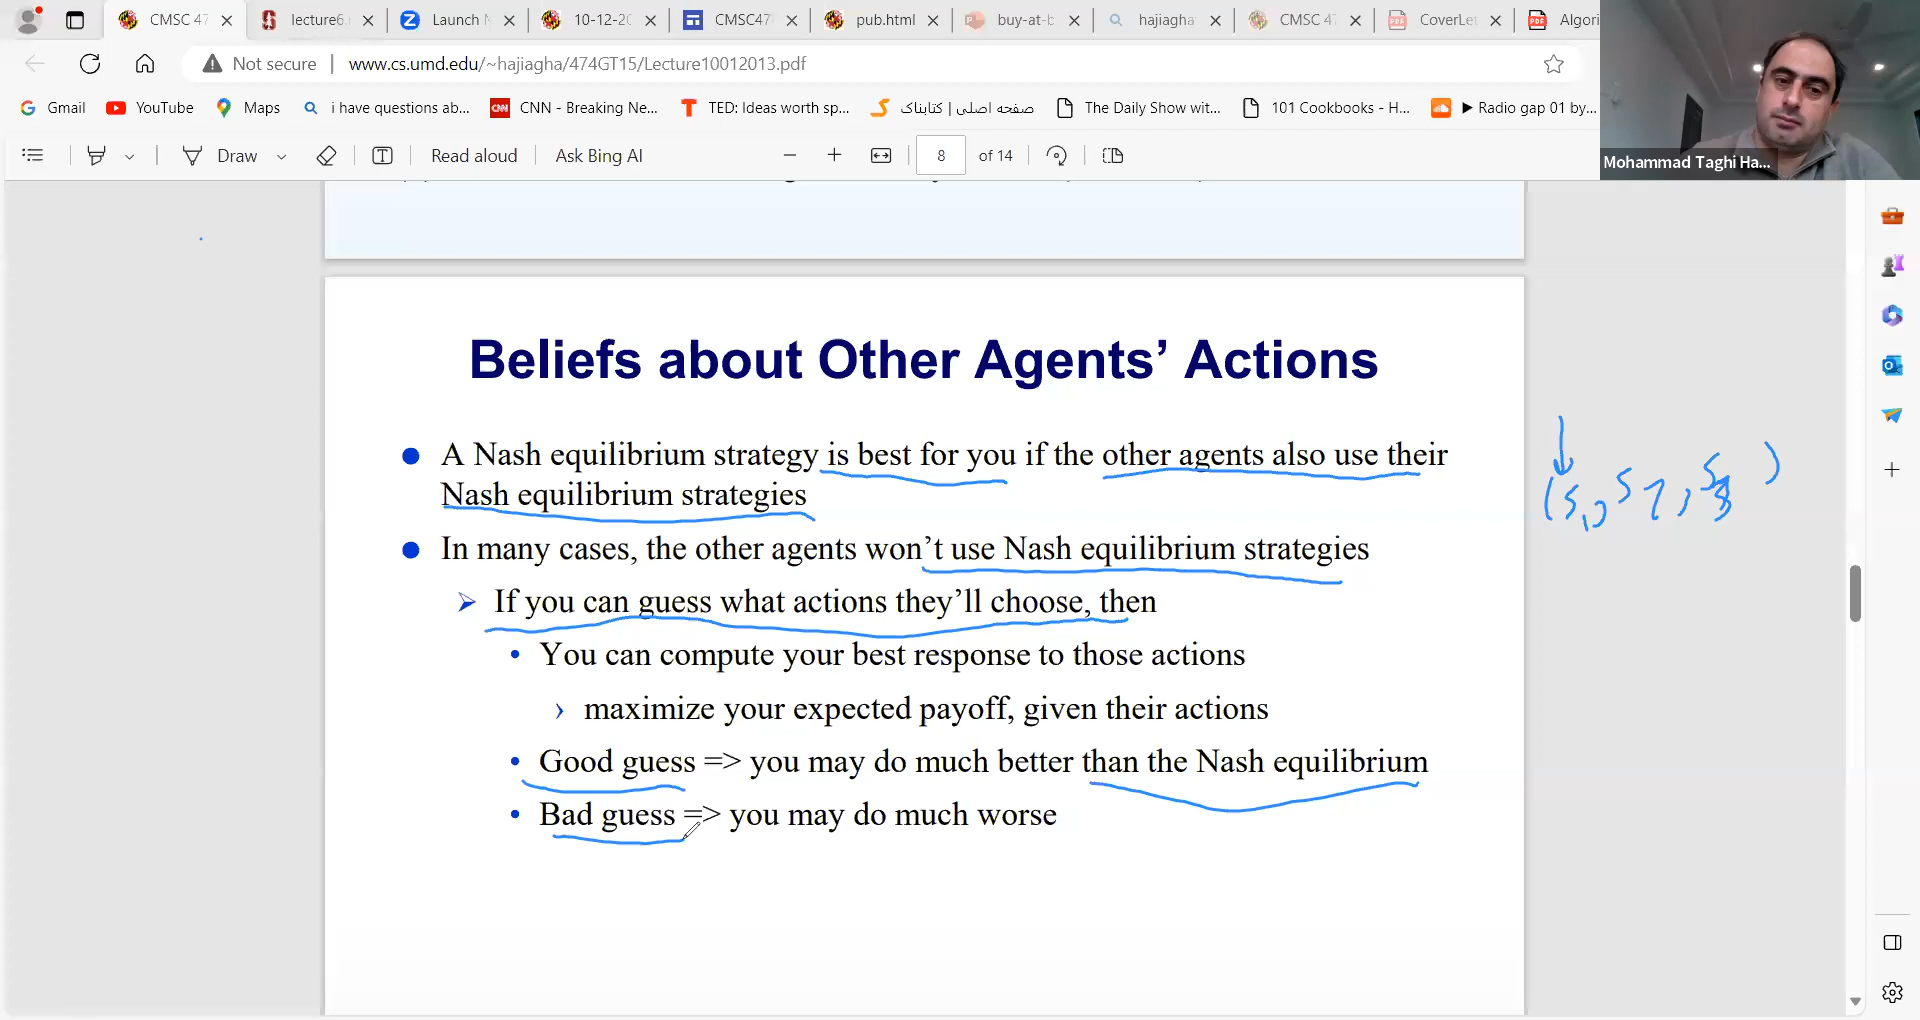 CMSC 47
lecture6.r
Launch M
10-12-20
CMSC47
pub.html
buy-at-b
hajiagha
CMSC 47
CoverLet
Algori
Not secure
www.cs.umd.edu/~hajiagha/474GT15/Lecture10012013.pdf
Gmail
YouTube
Maps
i have questions ab...
CNN - Breaking Ne...
TED: Ideas worth sp...
صفحه اصلی | کتابناک
The Daily Show wit...
101 Cookbooks - H...
▶ Radio gap 01 by...
Draw
Read aloud
Ask Bing AI
8 of 14
Mohammad Taghi Ha...
Beliefs about Other Agents’ Actions
A Nash equilibrium strategy is best for you if the other agents also use their
Nash equilibrium strategies
In many cases, the other agents won’t use Nash equilibrium strategies
If you can guess what actions they’ll choose, then
You can compute your best response to those actions
maximize your expected payoff, given their actions
Good guess => you may do much better than the Nash equilibrium
Bad guess => you may do much worse